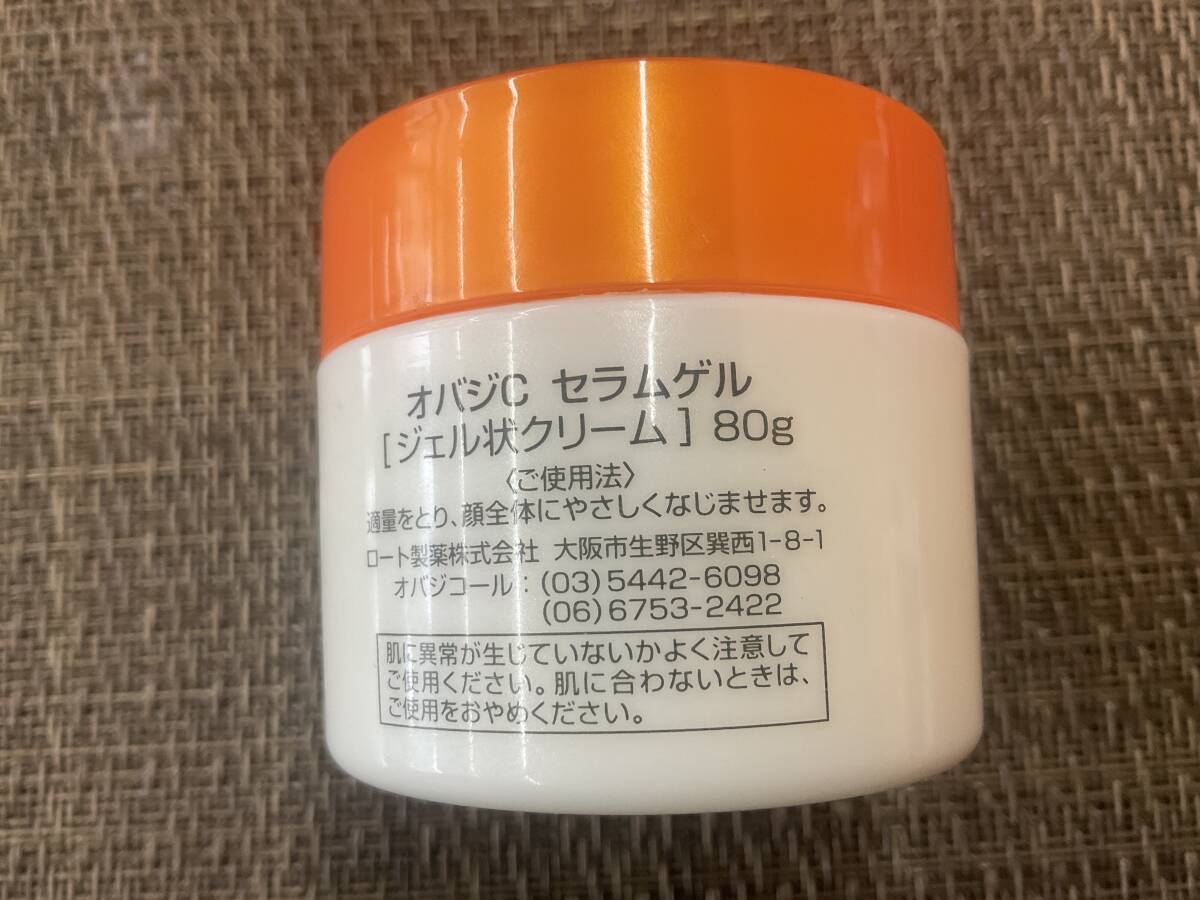 オバジC セラムゲル
[ジェル状クリーム] 80g
〈ご使用法〉
適量をとり、顔全体にやさしくなじませます。
ロート製薬株式会社 大阪市生野区巽西1-8-1
オバジコール：(03)5442-6098
(06)6753-2422
肌に異常が生じていないかよく注意して
ご使用ください。肌に合わないときは、
ご使用をおやめください。